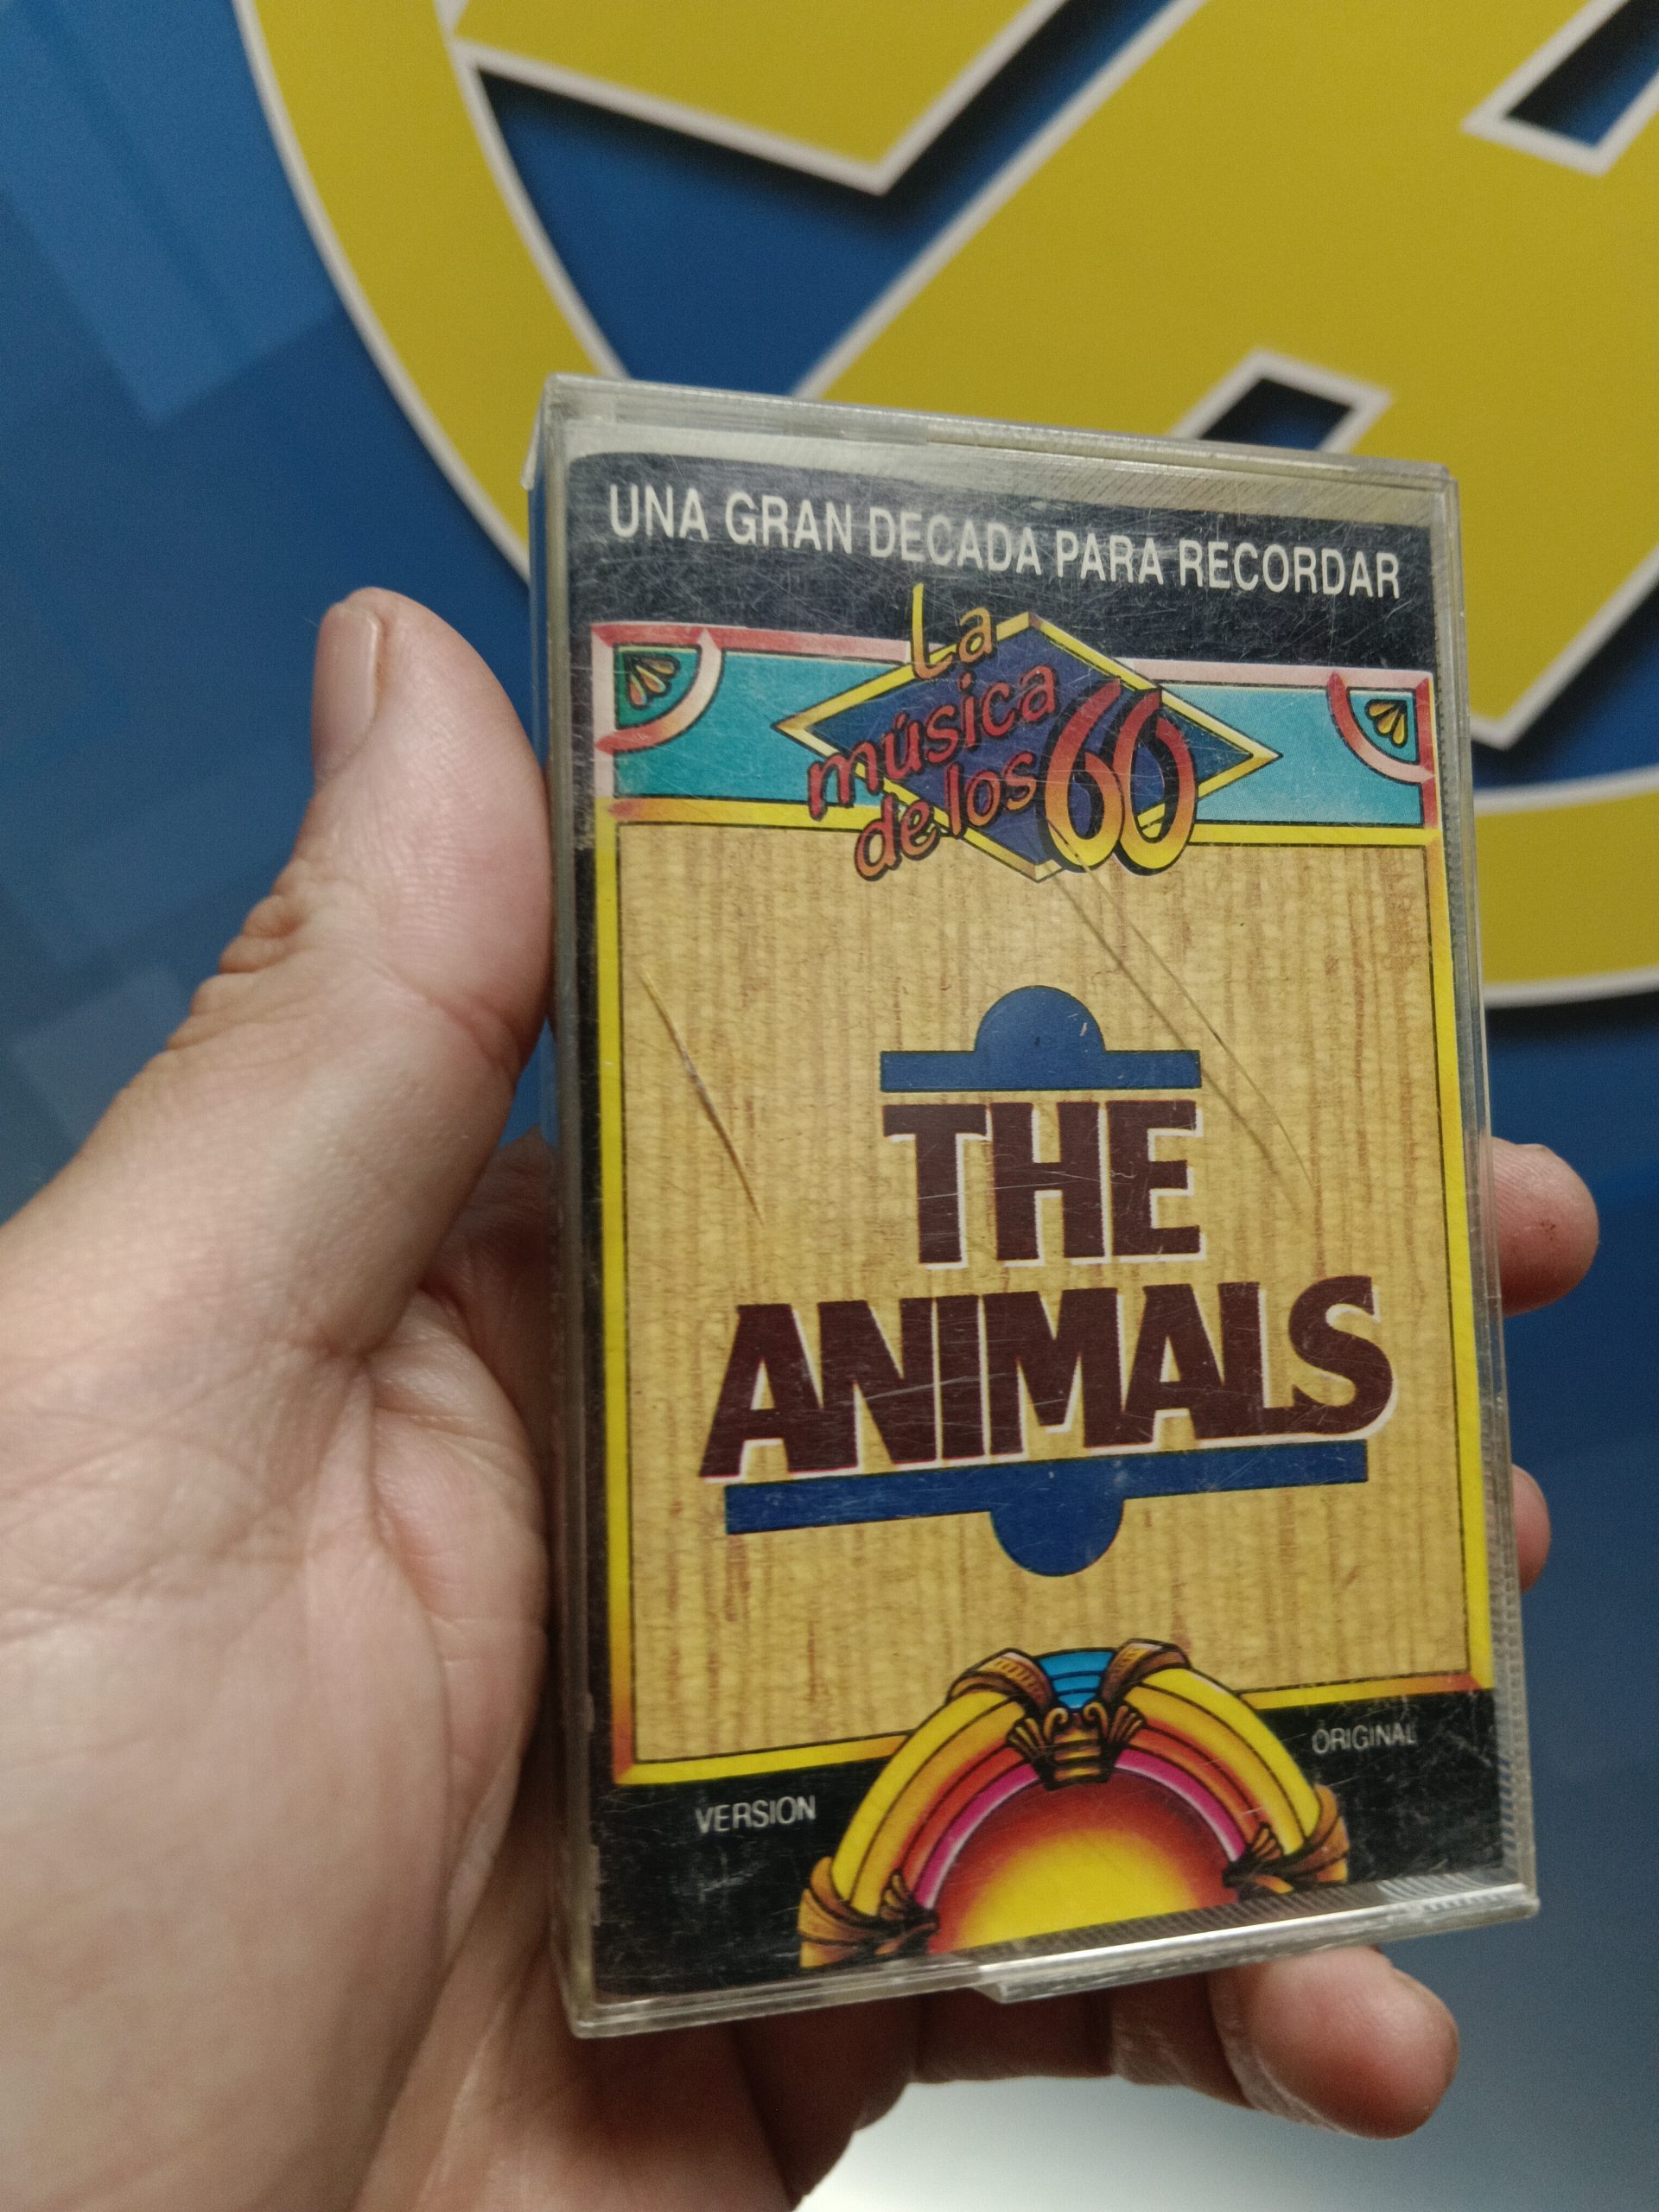 UNA GRAN DECADA PARA RECORDAR
La
música
de los 60
THE
ANIMALS
VERSION
ORIGINAL